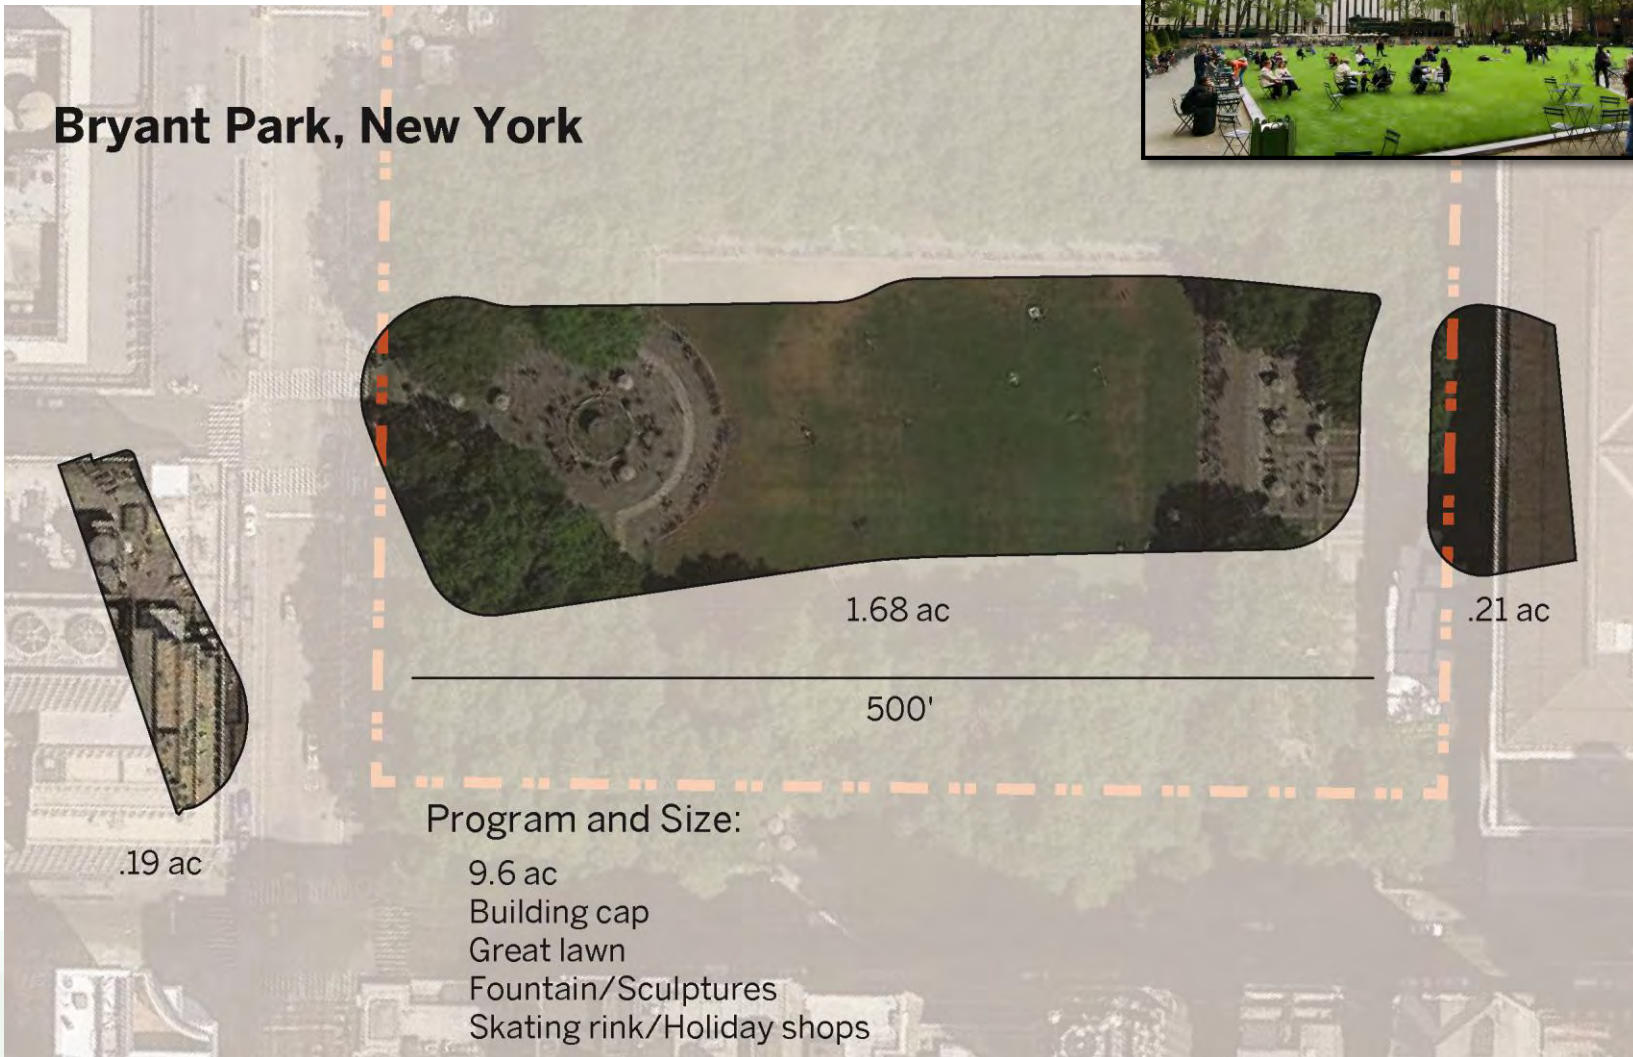 Bryant Park, New York
1.68 ac
.21 ac
500'
.19 ac
Program and Size:
9.6 ac
Building cap
Great lawn
Fountain/Sculptures
Skating rink/Holiday shops